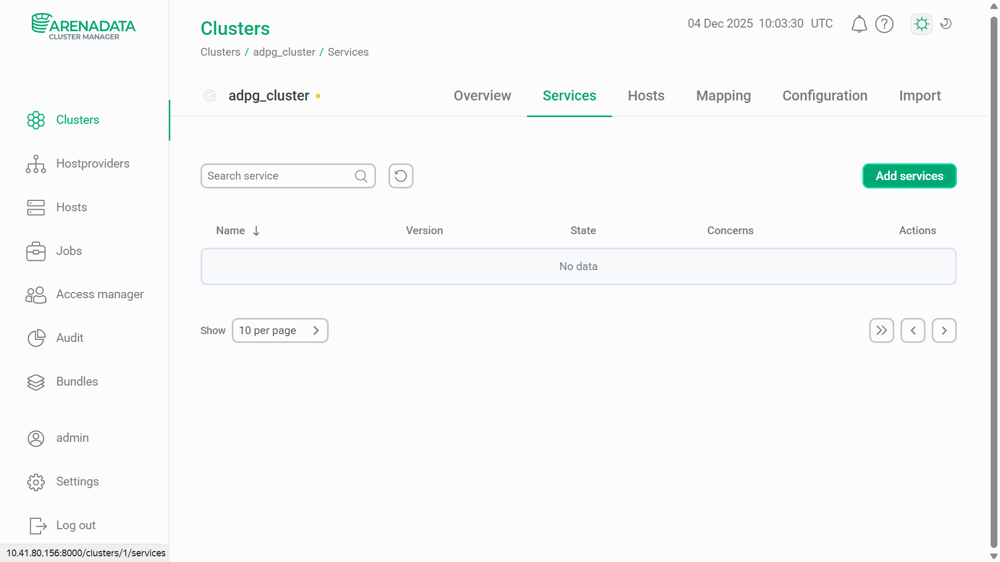 ARENADATA
CLUSTER MANAGER
Clusters
Hostproviders
Hosts
Jobs
Access manager
Audit
Bundles
admin
Settings
Log out
10.41.80.156:8000/clusters/1/services
Clusters
04 Dec 2025 10:03:30 UTC
Clusters / adpg_cluster / Services
adpg_cluster
Overview Services Hosts Mapping Configuration Import
Search service
Add services
Name Version State Concerns Actions
No data
Show 10 per page